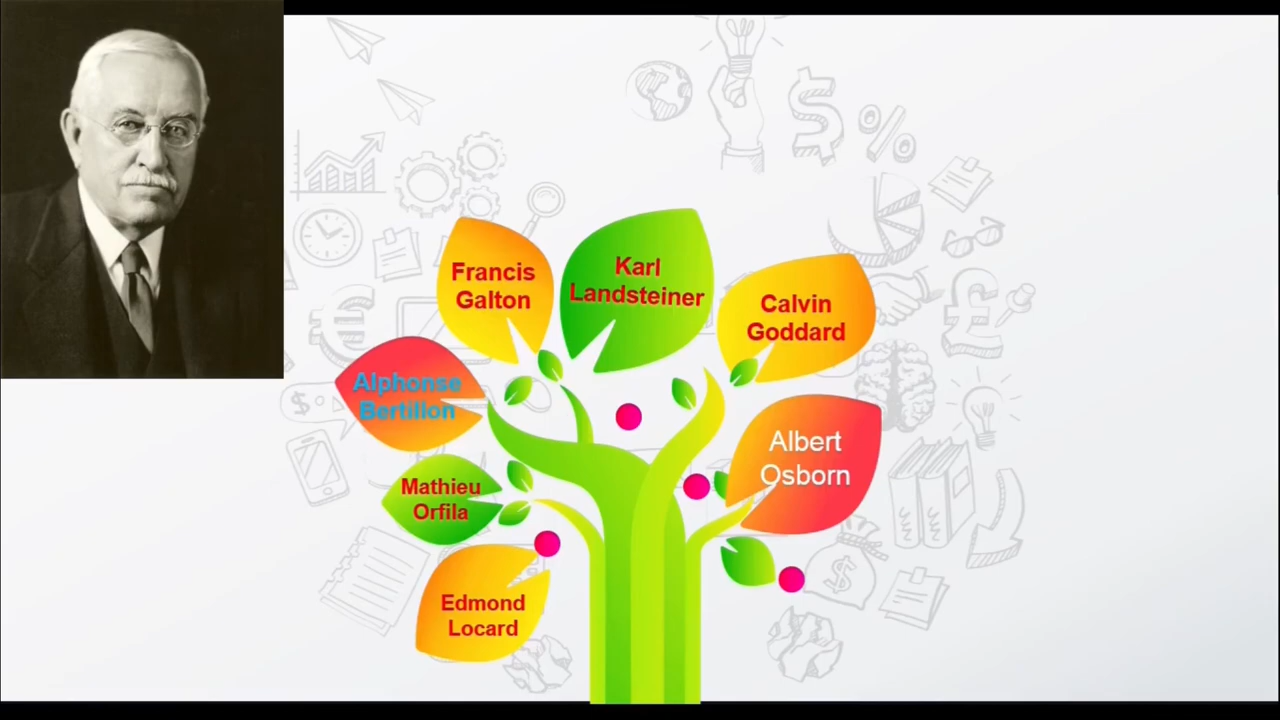 Francis
Galton
Karl
Landsteiner
Calvin
Goddard
Alphonse
Bertillon
Albert
Osborn
Mathieu
Orfila
Edmond
Locard